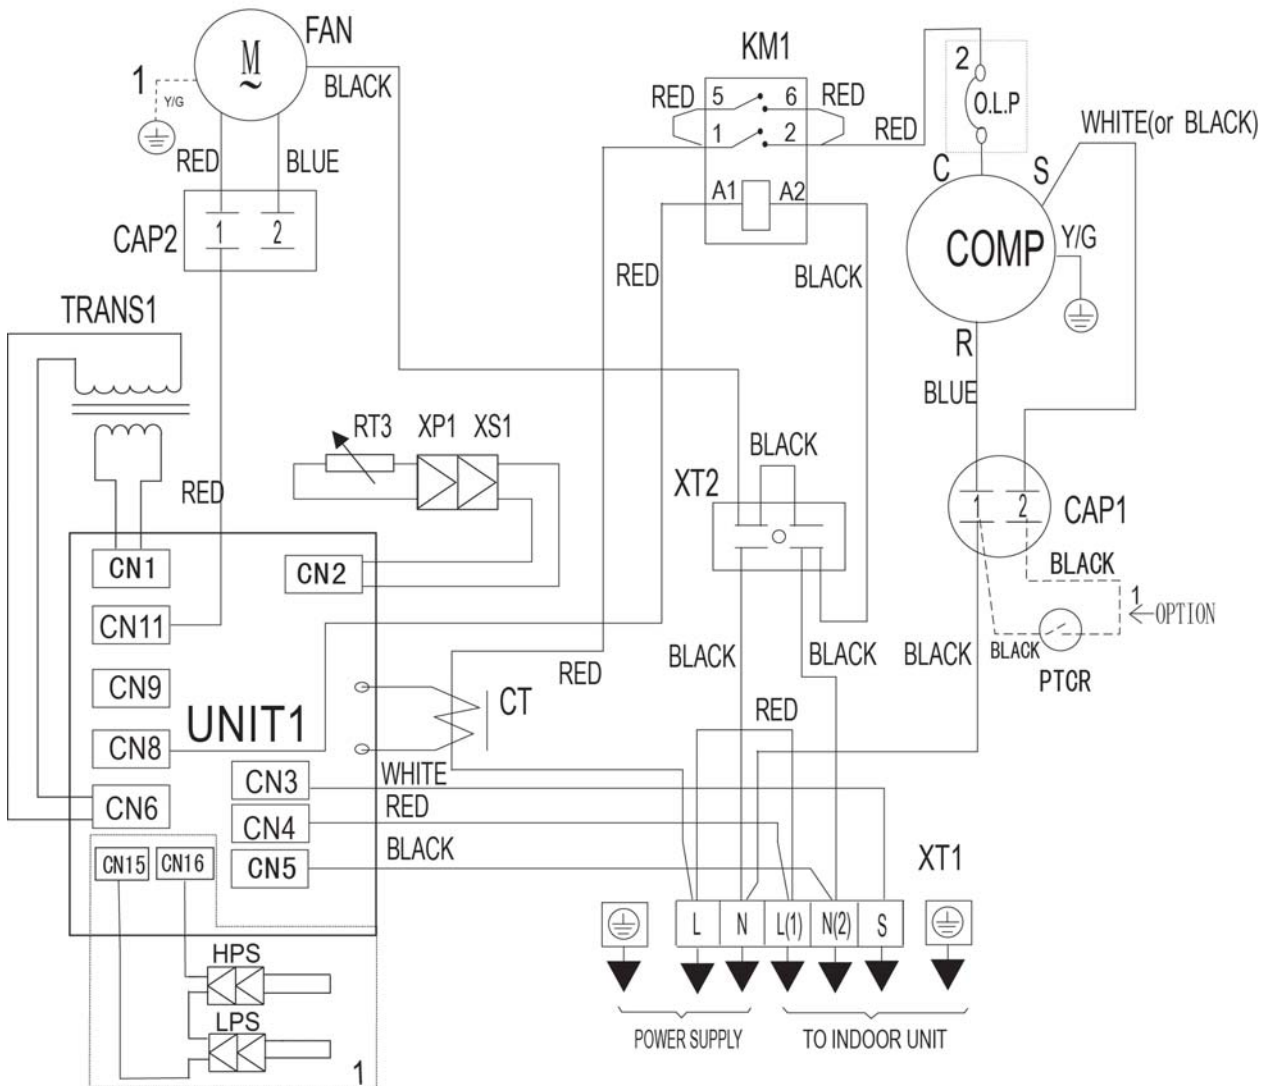 FAN
M
~
1
Y/G
BLACK
RED
BLUE
CAP2
1
2
KM1
RED
5
6
RED
1
2
RED
A1
A2
RED
BLACK
2
O.L.P
C
S
WHITE(or BLACK)
COMP
Y/G
R
BLUE
TRANS1
RED
RT3
XP1
XS1
BLACK
XT2
1
2
CAP1
BLACK
1
OPTION
BLACK
PTCR
BLACK
BLACK
BLACK
RED
RED
CN1
CN2
CN11
CN9
UNIT1
CN8
CT
CN3
WHITE
CN6
CN4
RED
CN5
BLACK
CN15
CN16
XT1
L
N
L(1)
N(2)
S
HPS
LPS
1
POWER SUPPLY
TO INDOOR UNIT